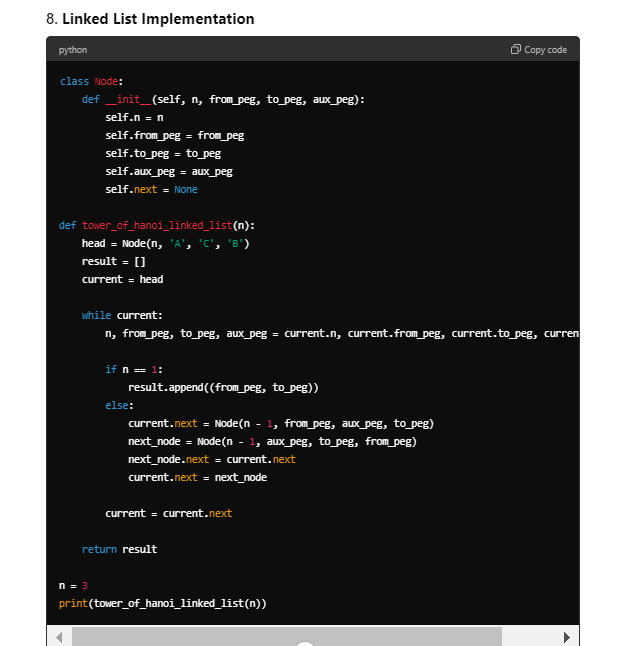 8. Linked List Implementation
python
Copy code
class Node:
    def __init__(self, n, from_peg, to_peg, aux_peg):
        self.n = n
        self.from_peg = from_peg
        self.to_peg = to_peg
        self.aux_peg = aux_peg
        self.next = None
def tower_of_hanoi_linked_list(n):
    head = Node(n, 'A', 'C', 'B')
    result = []
    current = head
    while current:
        n, from_peg, to_peg, aux_peg = current.n, current.from_peg, current.to_peg, curren
        if n == 1:
            result.append((from_peg, to_peg))
        else:
            current.next = Node(n - 1, from_peg, aux_peg, to_peg)
            next_node = Node(n - 1, aux_peg, to_peg, from_peg)
            next_node.next = current.next
            current.next = next_node
        current = current.next
    return result
n = 3
print(tower_of_hanoi_linked_list(n))